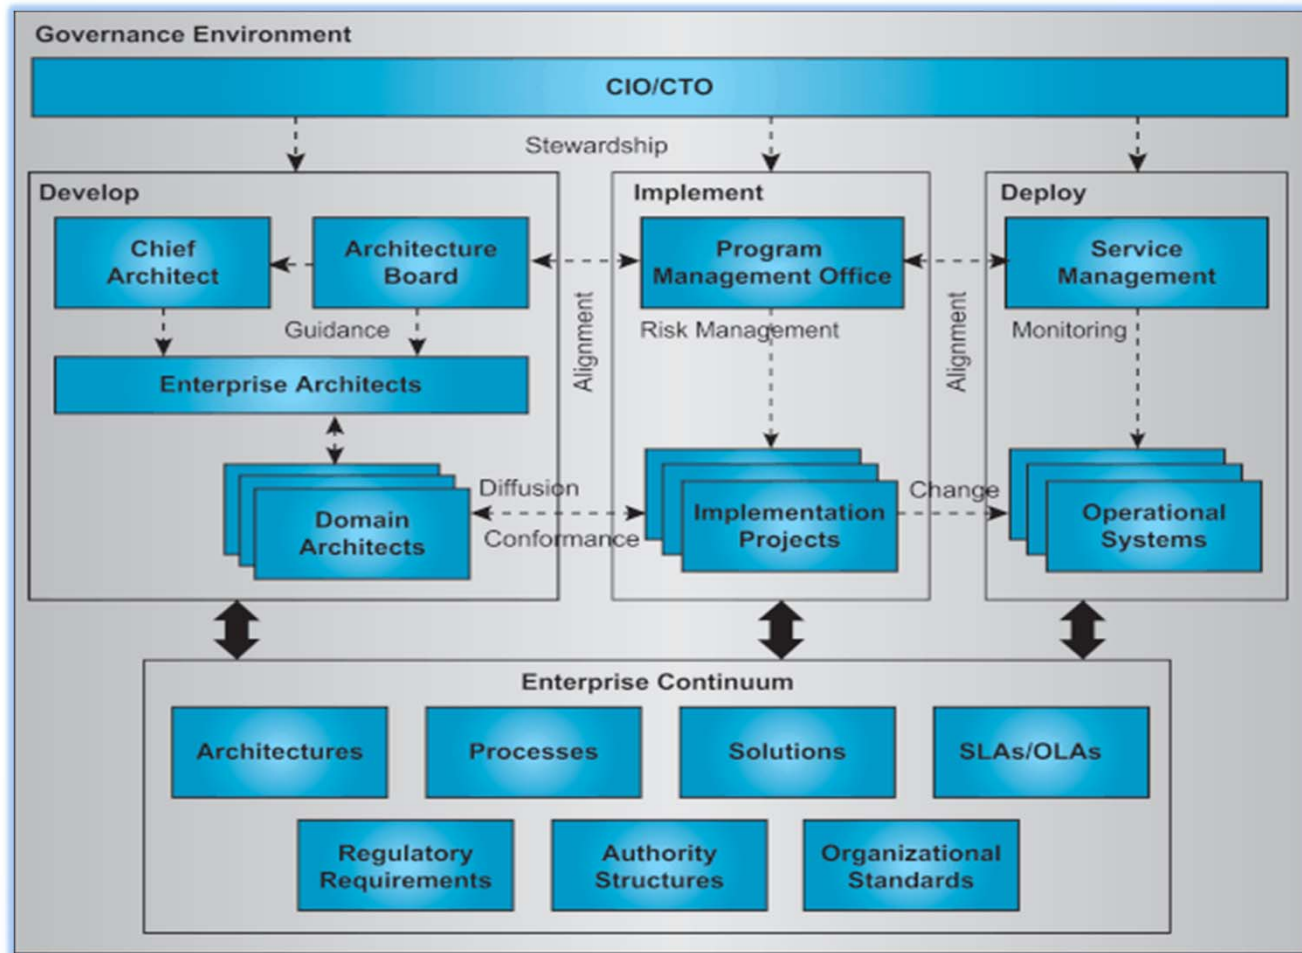 Governance Environment
CIO/CTO
Stewardship
Develop
Chief
Architect
Architecture
Board
Guidance
Enterprise Architects
Domain
Architects
Alignment
Diffusion
Conformance
Implement
Program
Management Office
Risk Management
Implementation
Projects
Alignment
Change
Deploy
Service
Management
Monitoring
Operational
Systems
Enterprise Continuum
Architectures
Processes
Solutions
SLAs/OLAs
Regulatory
Requirements
Authority
Structures
Organizational
Standards